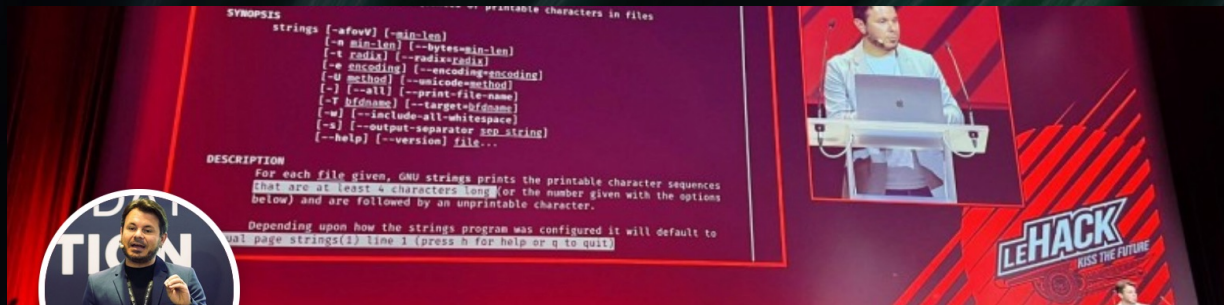 of printable characters in files
SYNOPSIS
strings [-afovV] [-min-len]
[-n min-len] [--bytes=min-len]
[-t radix] [--radix=radix]
[-e encoding] [--encoding=encoding]
[-U method] [--unicode=method]
[-] [--all] [--print-file-name]
[-T bfdname] [--target=bfdname]
[-w] [--include-all-whitespace]
[-s] [--output-separator sep_string]
[--help] [--version] file...
DESCRIPTION
For each file given, GNU strings prints the printable character sequences
that are at least 4 characters long (or the number given with the options
below) and are followed by an unprintable character.
Depending upon how the strings program was configured it will default to
ual page strings(1) line 1 (press h for help or q to quit)
LEHACK
KISS THE FUTURE